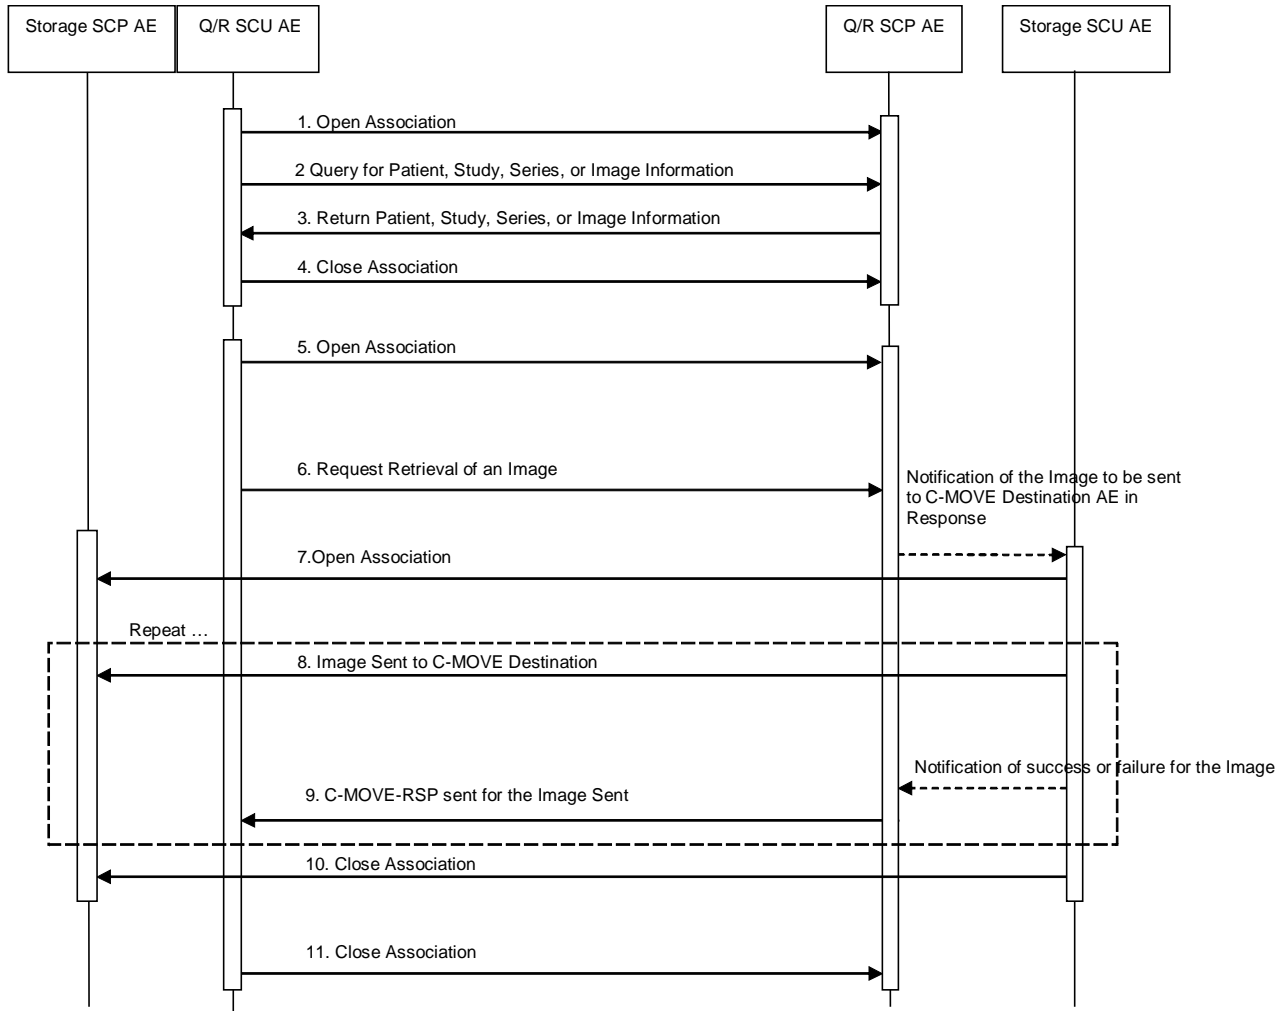 Storage SCP AE
Q/R SCU AE
Q/R SCP AE
Storage SCU AE
1. Open Association
2 Query for Patient, Study, Series, or Image Information
3. Return Patient, Study, Series, or Image Information
4. Close Association
5. Open Association
6. Request Retrieval of an Image
Notification of the Image to be sent
to C-MOVE Destination AE in
Response
7.Open Association
Repeat …
8. Image Sent to C-MOVE Destination
Notification of success or failure for the Image
9. C-MOVE-RSP sent for the Image Sent
10. Close Association
11. Close Association